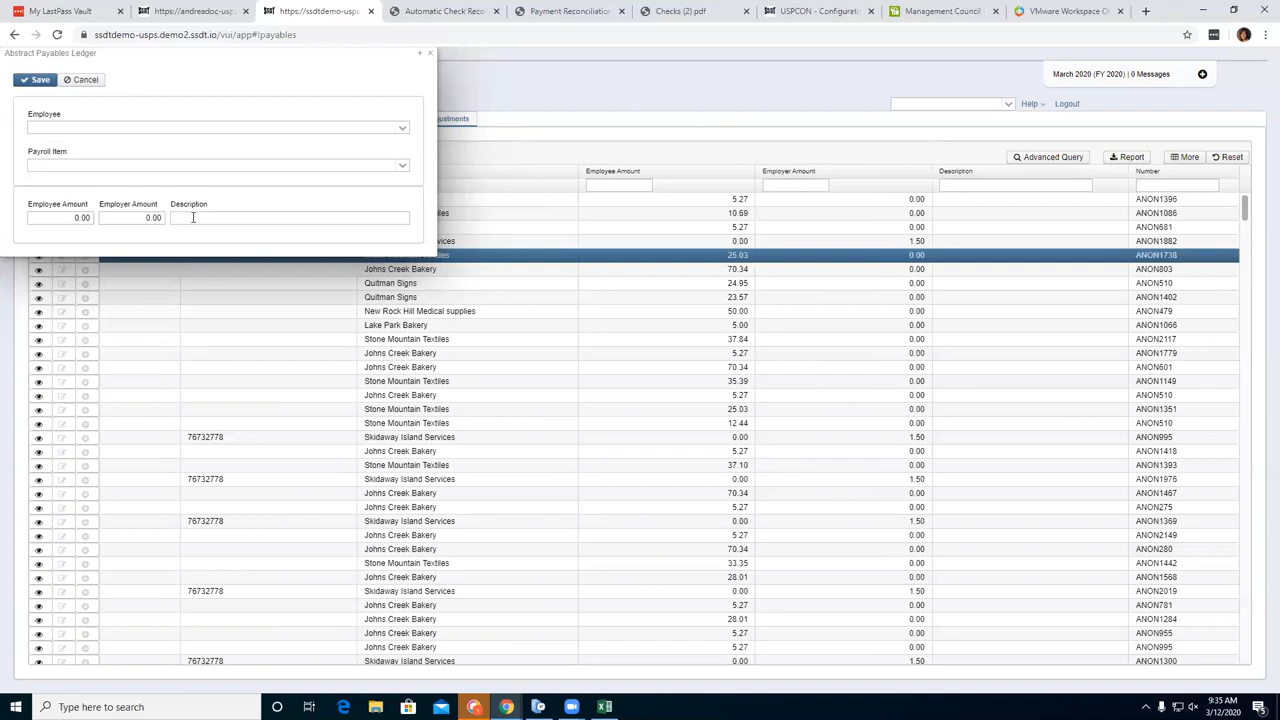 My LastPass Vault
https://andreadoc-usps
https://ssdtdemo-usps
Automatic Check Rec
Payment Reconciliation
Checks (2).pdf
USPCON - Configuration
Management Council
VMware Workspace O
ssdtdemo-usps.demo2.ssdt.io/vui/app#!payables
Abstract Payables Ledger
March 2020 (FY 2020) | 0 Messages
Save Cancel
Help Logout
Employee
justments
Payroll Item
Advanced Query Report More Reset
Employee Amount Employer Amount Description Number
Employee Amount Employer Amount Description
0.00 0.00
5.27 0.00 ANON1396
10.69 0.00 ANON1086
5.27 0.00 ANON681
0.00 1.50 ANON1882
25.03 0.00 ANON1738
Johns Creek Bakery 70.34 0.00 ANON803
Quitman Signs 24.95 0.00 ANON510
Quitman Signs 23.57 0.00 ANON1402
New Rock Hill Medical supplies 50.00 0.00 ANON479
Lake Park Bakery 5.00 0.00 ANON1066
Stone Mountain Textiles 37.84 0.00 ANON2117
Johns Creek Bakery 5.27 0.00 ANON1779
Johns Creek Bakery 70.34 0.00 ANON601
Stone Mountain Textiles 35.39 0.00 ANON1149
Johns Creek Bakery 5.27 0.00 ANON510
Stone Mountain Textiles 25.03 0.00 ANON1351
Stone Mountain Textiles 12.44 0.00 ANON510
76732778 Skidaway Island Services 0.00 1.50 ANON995
Johns Creek Bakery 5.27 0.00 ANON1418
Stone Mountain Textiles 37.10 0.00 ANON1393
76732778 Skidaway Island Services 0.00 1.50 ANON1976
Johns Creek Bakery 70.34 0.00 ANON1467
Johns Creek Bakery 5.27 0.00 ANON275
76732778 Skidaway Island Services 0.00 1.50 ANON1369
Johns Creek Bakery 5.27 0.00 ANON2149
Johns Creek Bakery 70.34 0.00 ANON280
Stone Mountain Textiles 33.35 0.00 ANON1442
Johns Creek Bakery 28.01 0.00 ANON1568
76732778 Skidaway Island Services 0.00 1.50 ANON2019
Johns Creek Bakery 5.27 0.00 ANON781
Johns Creek Bakery 28.01 0.00 ANON1284
Johns Creek Bakery 5.27 0.00 ANON955
Johns Creek Bakery 5.27 0.00 ANON995
76732778 Skidaway Island Services 0.00 1.50 ANON1300
Type here to search
9:35 AM
3/12/2020